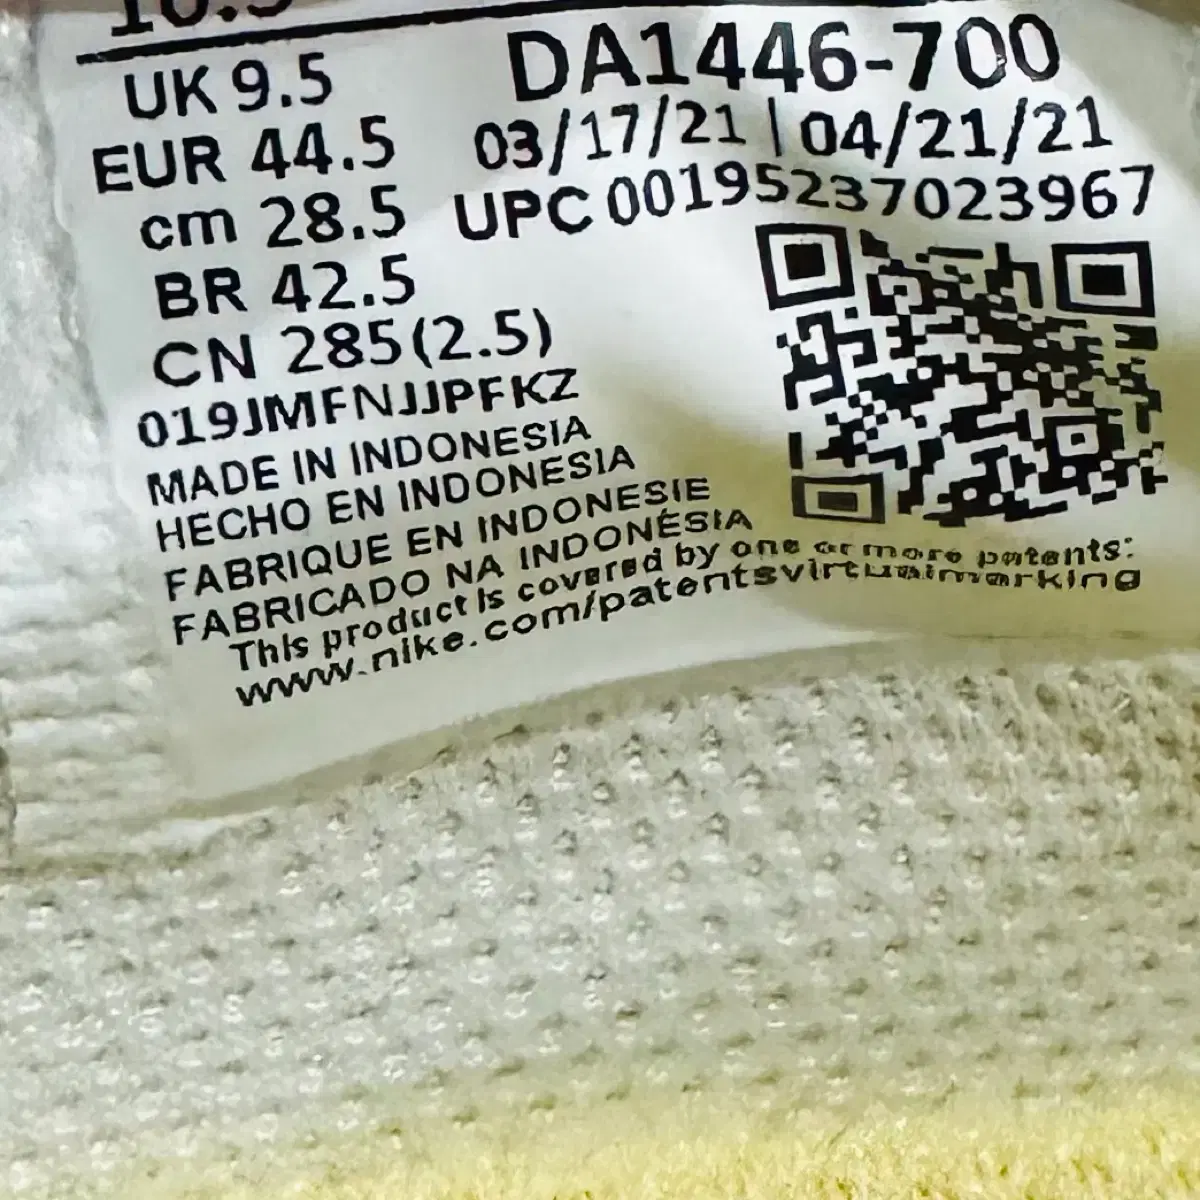 10.5
UK 9.5
DA1446-700
EUR 44.5
03/17/21 | 04/21/21
cm 28.5
UPC 00195237023967
BR 42.5
CN 285(2.5)
019JMFNJJPFKZ
MADE IN INDONESIA
HECHO EN INDONESIA
FABRIQUE EN INDONESIE
FABRICADO NA INDONÉSIA
This product is covered by one or more patents:
www.nike.com/patentsvirtualmarking